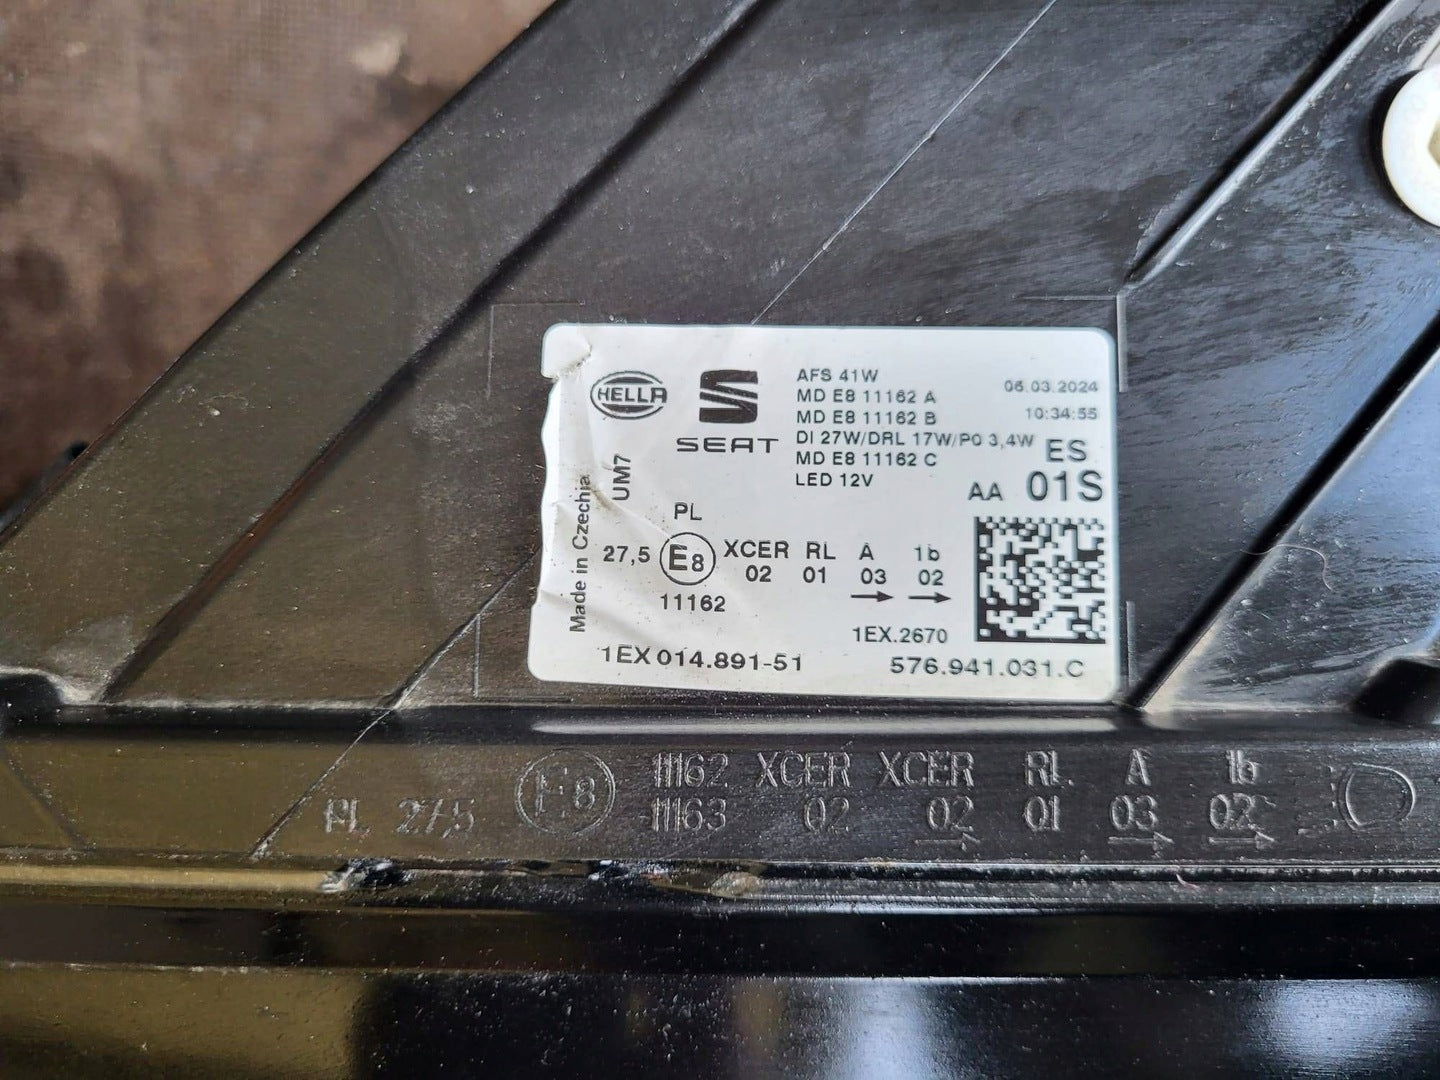 HELLA
SEAT
AFS 41W
MD E8 11162 A
MD E8 11162 B
DI 27W/DRL 17W/PO 3,4W
MD E8 11162 C
LED 12V
06.03.2024
10:34:55
ES
AA 01S
Made in Czechia
UM7
PL
27,5 E8 XCER RL A 1b
02 01 03 02
11162
1EX.2670
1EX 014.891-51
576.941.031.C
11162 XCER XCER RL A 1b
PL 27,5 E8 11163 02 02 01 03 02